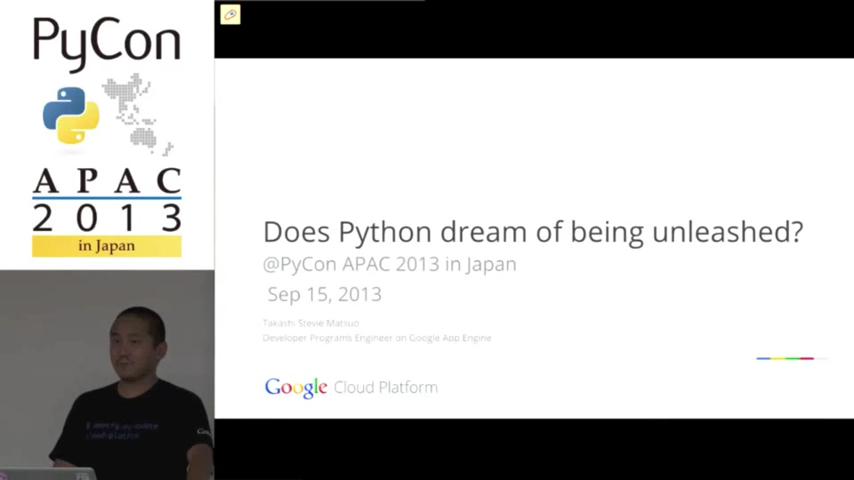 PyCon
APAC
2013
in Japan
Does Python dream of being unleashed?
@PyCon APAC 2013 in Japan
Sep 15, 2013
Takashi Stevie Matsuo
Developer Programs Engineer on Google App Engine
Google Cloud Platform